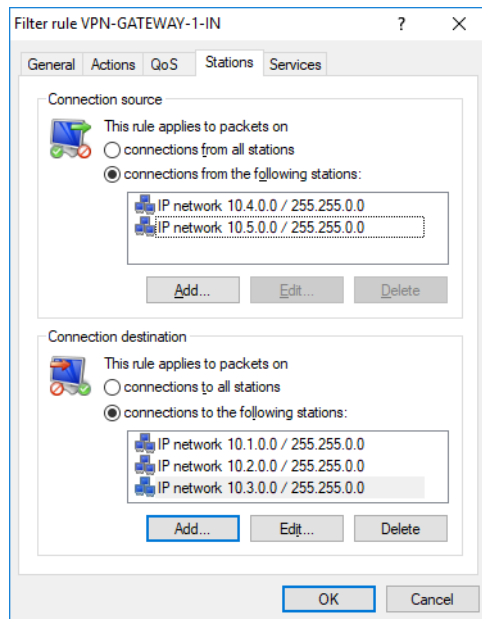 Filter rule VPN-GATEWAY-1-IN
?
General Actions QoS Stations Services
Connection source
This rule applies to packets on
connections from all stations
connections from the following stations:
IP network 10.4.0.0 / 255.255.0.0
IP network 10.5.0.0 / 255.255.0.0
Add... Edit... Delete
Connection destination
This rule applies to packets on
connections to all stations
connections to the following stations:
IP network 10.1.0.0 / 255.255.0.0
IP network 10.2.0.0 / 255.255.0.0
IP network 10.3.0.0 / 255.255.0.0
Add... Edit... Delete
OK Cancel